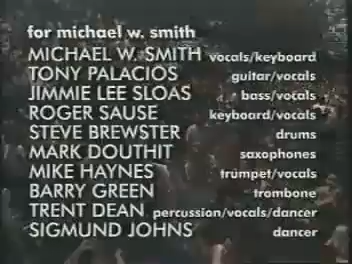 for michael w. smith
MICHAEL W. SMITH vocals/keyboard
TONY PALACIOS guitar/vocals
JIMMIE LEE SLOAS bass/vocals
ROGER SAUSE keyboard/vocals
STEVE BREWSTER drums
MARK DOUTHIT saxophones
MIKE HAYNES trumpet/vocals
BARRY GREEN trombone
TRENT DEAN percussion/vocals/dancer
SIGMUND JOHNS dancer